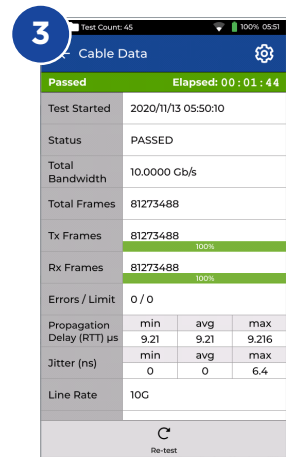 3
Test Count: 45 100% 05:51
Cable Data
Passed Elapsed: 00:01:44
Test Started 2020/11/13 05:50:10
Status PASSED
Total
Bandwidth 10.0000 Gb/s
Total Frames 81273488
Tx Frames 81273488
100%
Rx Frames 81273488
100%
Errors / Limit 0 / 0
Propagation min avg max
Delay (RTT) µs 9.21 9.21 9.216
Jitter (ns) min avg max
0 0 6.4
Line Rate 10G
Re-test